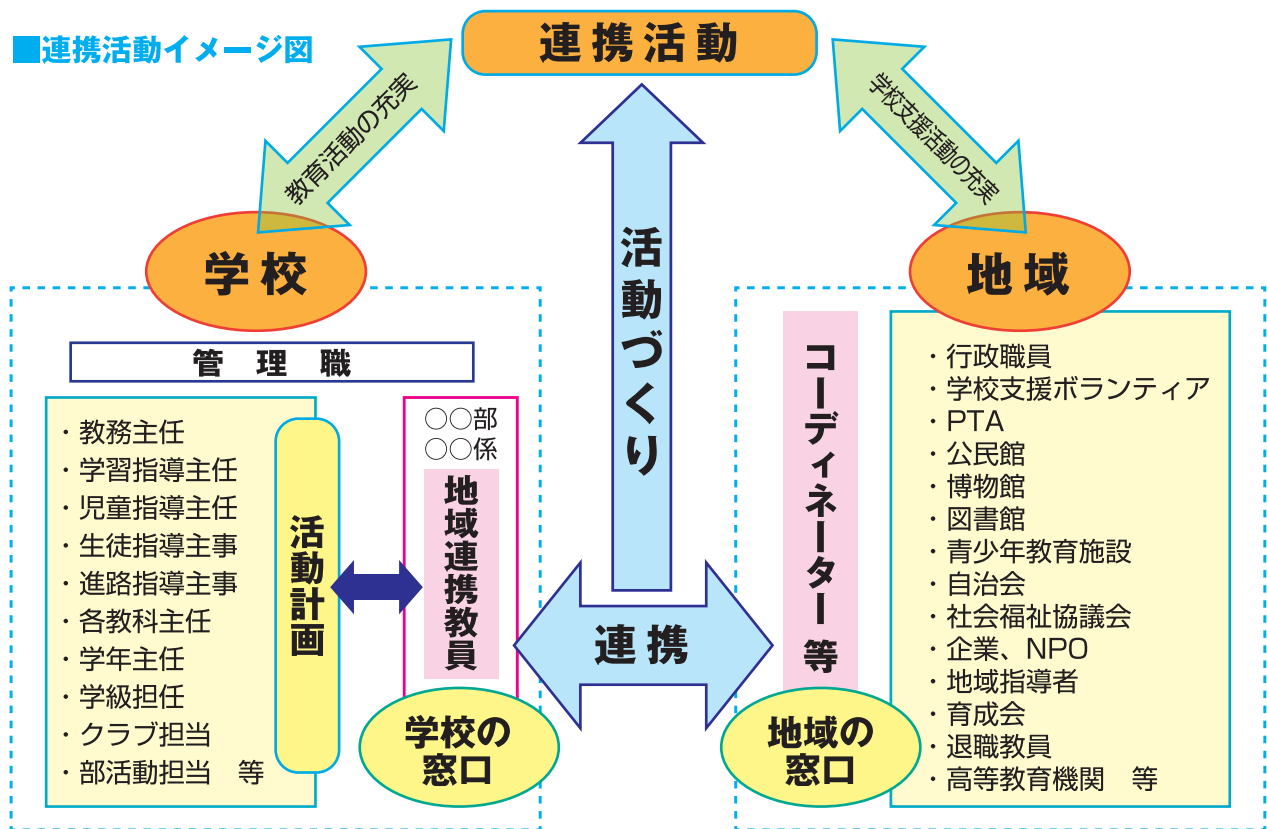 ■連携活動イメージ図
連携活動
教育活動の充実
学校支援活動の充実
学校
地域
活動づくり
管理職
・教務主任
・学習指導主任
・児童指導主任
・生徒指導主事
・進路指導主事
・各教科主任
・学年主任
・学級担任
・クラブ担当
・部活動担当　等
活動計画
○○部
○○係
地域連携教員
学校の
窓口
連携
コーディネーター等
地域の
窓口
・行政職員
・学校支援ボランティア
・PTA
・公民館
・博物館
・図書館
・青少年教育施設
・自治会
・社会福祉協議会
・企業、NPO
・地域指導者
・育成会
・退職教員
・高等教育機関　等